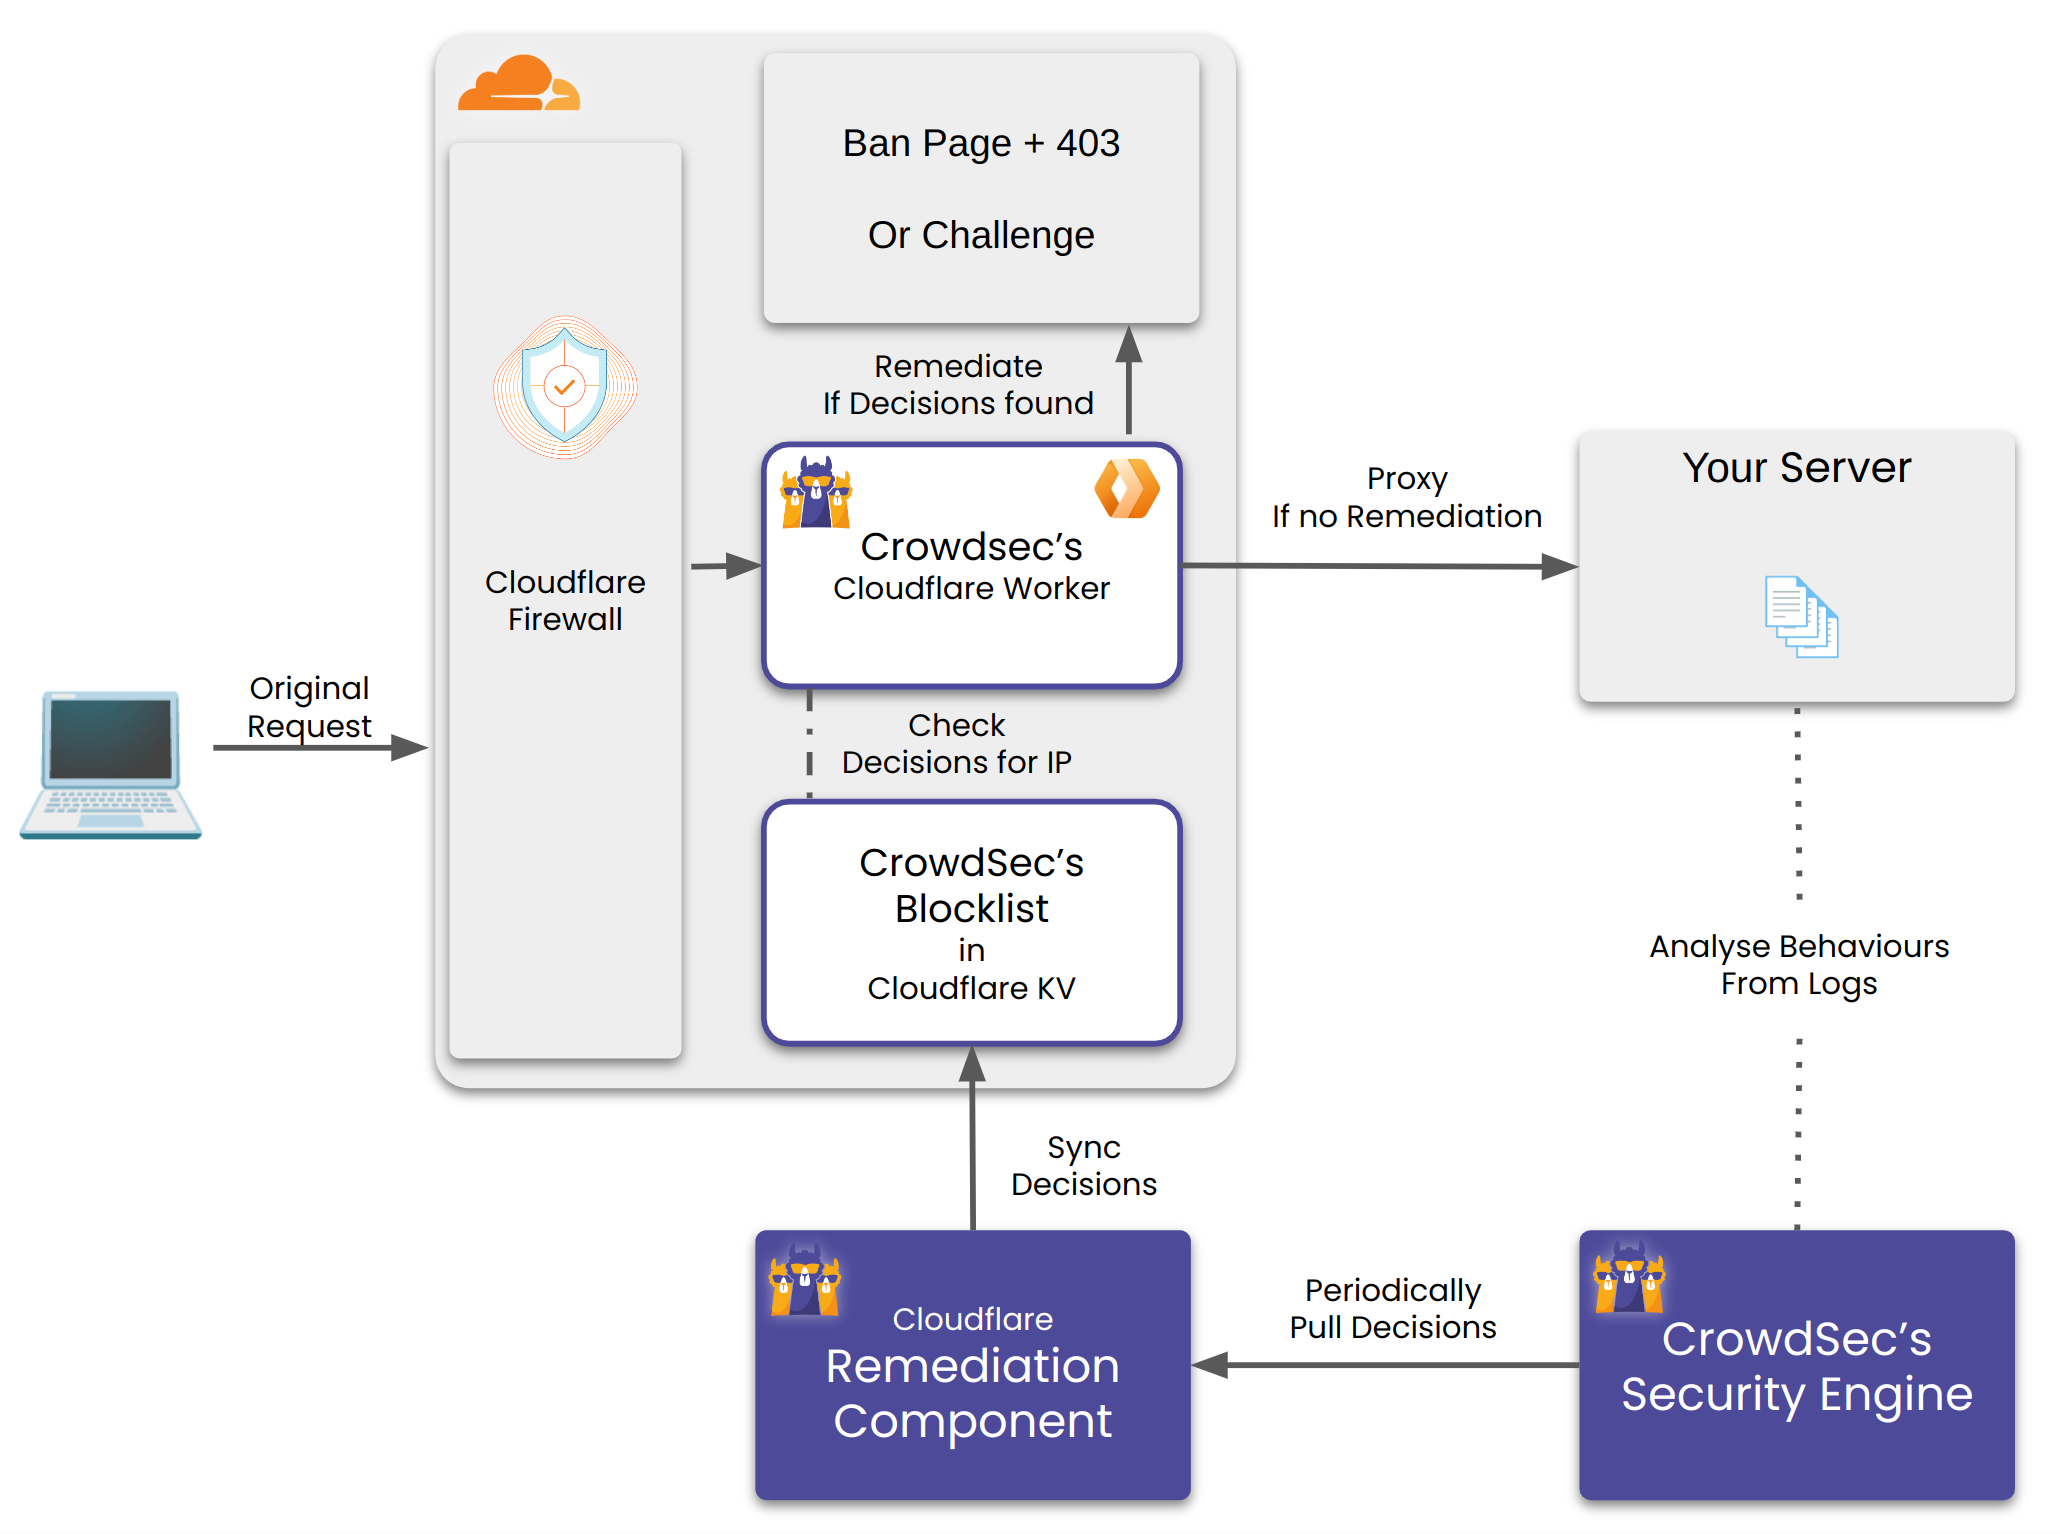 Ban Page + 403
Or Challenge
Remediate
If Decisions found
Crowdsec’s
Cloudflare Worker
Cloudflare
Firewall
Original
Request
Proxy
If no Remediation
Your Server
Check
Decisions for IP
CrowdSec’s
Blocklist
in
Cloudflare KV
Analyse Behaviours
From Logs
Sync
Decisions
Cloudflare
Remediation
Component
Periodically
Pull Decisions
CrowdSec’s
Security Engine